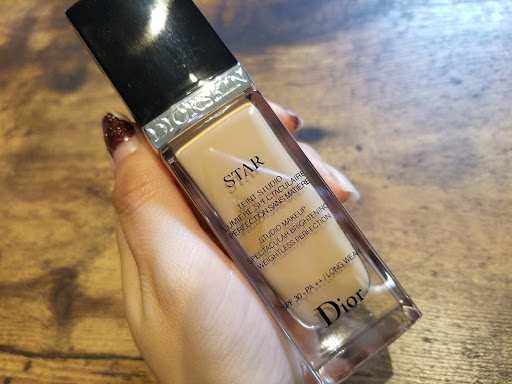 DIORSKIN
STAR
TEINT STUDIO
LUMIÈRE SPECTACULAIRE
PERFECTION SANS MATIÈRE
STUDIO MAKEUP
SPECTACULAR BRIGHTENING
WEIGHTLESS PERFECTION
SPF 30 - PA ++ / LONG WEAR
Dior